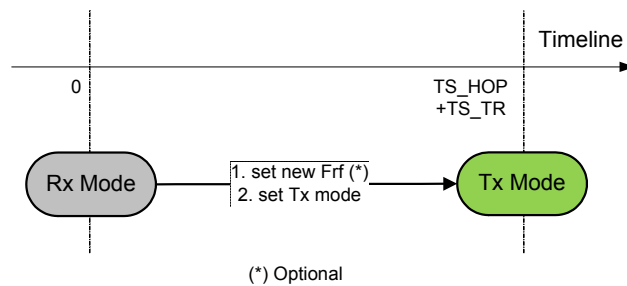 Timeline
0
TS_HOP
+TS_TR
Rx Mode
1. set new Frf (*)
2. set Tx mode
Tx Mode
(*) Optional